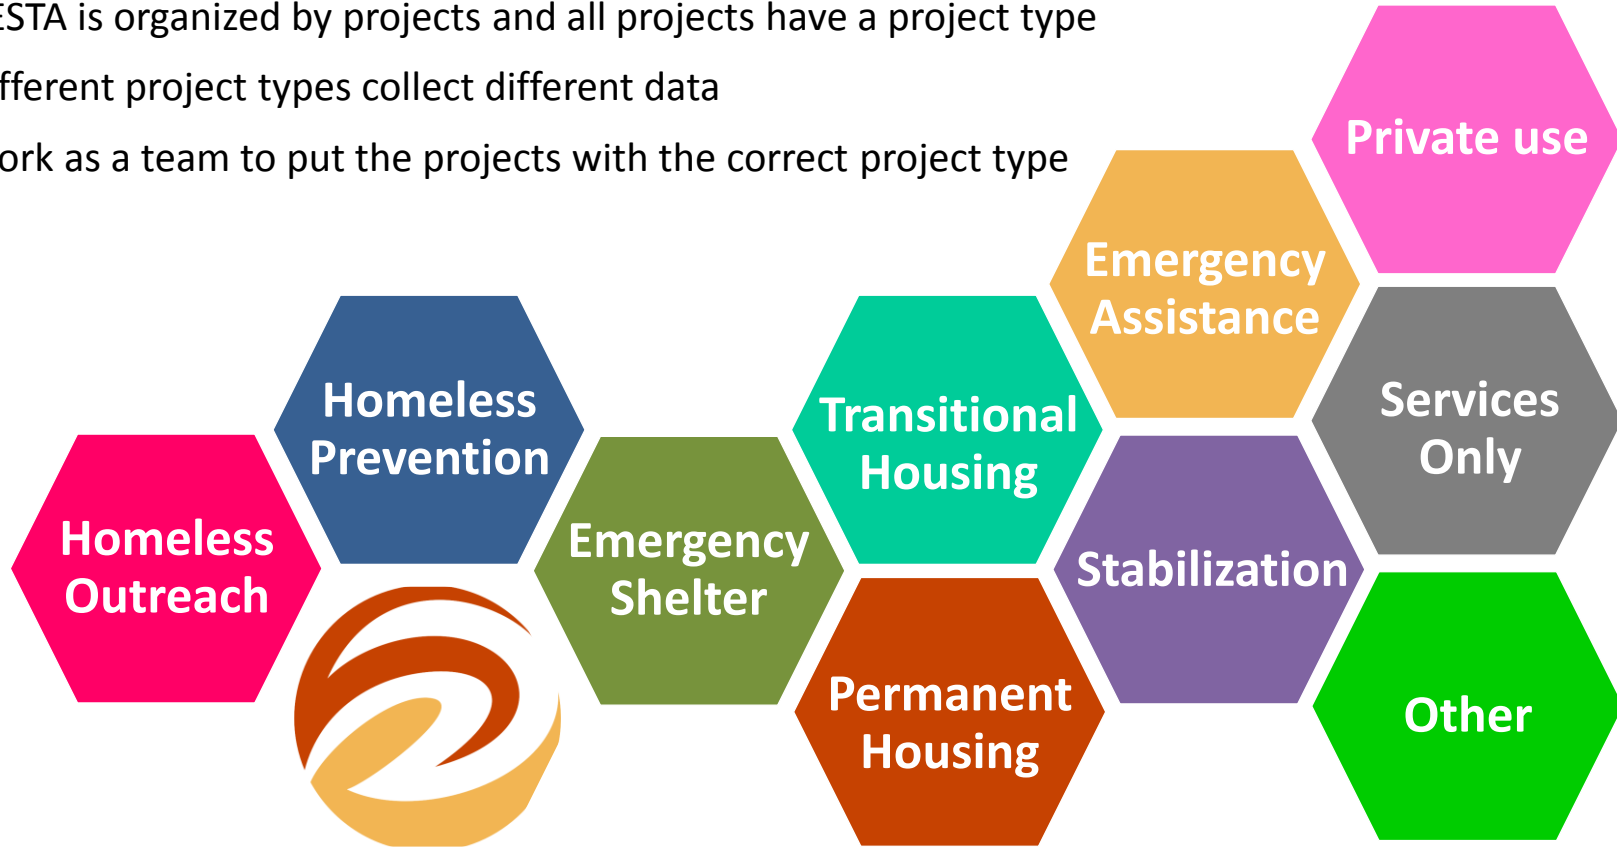 ESTA is organized by projects and all projects have a project type
fferent project types collect different data
ork as a team to put the projects with the correct project type
Private use
Emergency
Assistance
Homeless
Prevention
Transitional
Housing
Services
Only
Homeless
Outreach
Emergency
Shelter
Stabilization
Permanent
Housing
Other